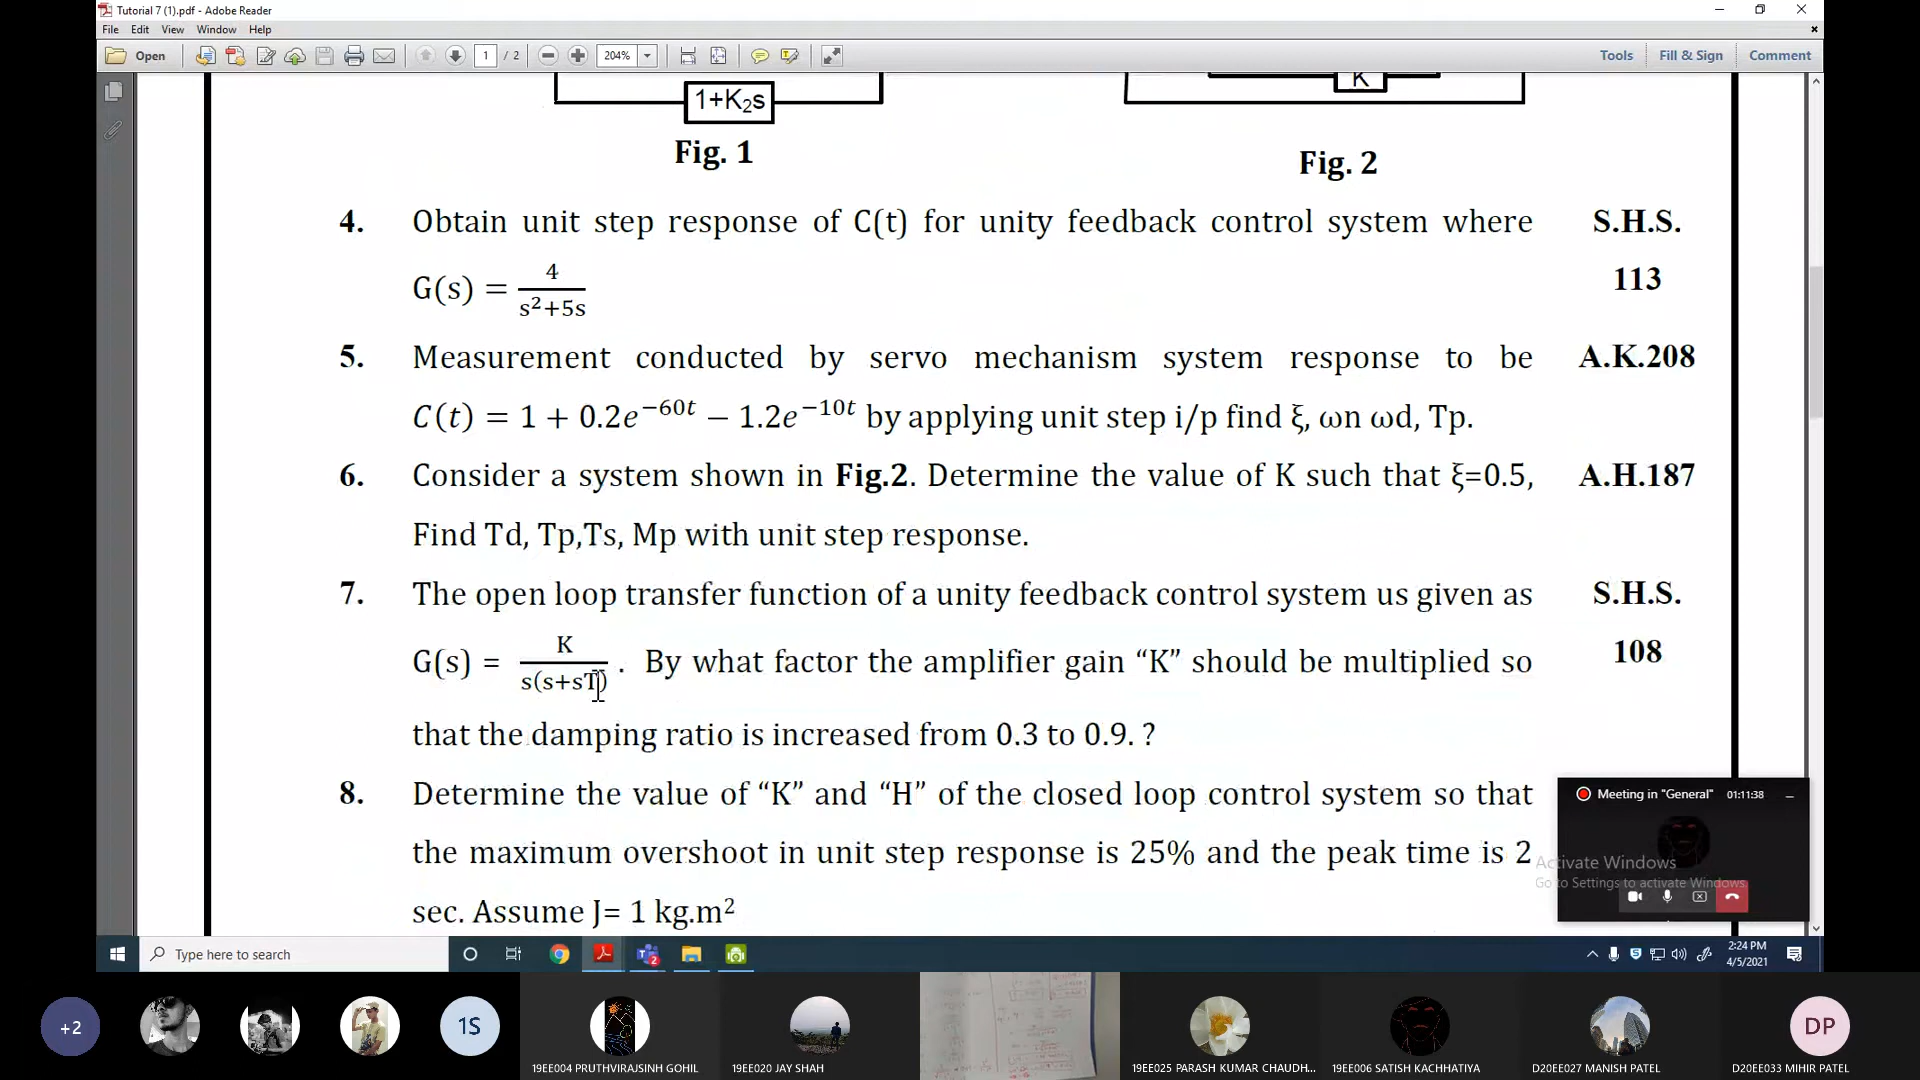 Tutorial 7 (1).pdf - Adobe Reader
File Edit View Window Help
Open 1 / 2 204% Tools Fill & Sign Comment
1+K₂s K
Fig. 1 Fig. 2
4. Obtain unit step response of C(t) for unity feedback control system where S.H.S.
G(s) = 4/(s²+5s) 113
5. Measurement conducted by servo mechanism system response to be A.K.208
C(t) = 1 + 0.2e^{-60t} − 1.2e^{-10t} by applying unit step i/p find ξ, ωn ωd, Tp.
6. Consider a system shown in Fig.2. Determine the value of K such that ξ=0.5, A.H.187
Find Td, Tp,Ts, Mp with unit step response.
7. The open loop transfer function of a unity feedback control system us given as S.H.S.
G(s) = K/(s(s+sT)) . By what factor the amplifier gain “K” should be multiplied so 108
that the damping ratio is increased from 0.3 to 0.9. ?
8. Determine the value of “K” and “H” of the closed loop control system so that
the maximum overshoot in unit step response is 25% and the peak time is 2
sec. Assume J= 1 kg.m²
Meeting in "General" 01:11:38
Activate Windows
Go to Settings to activate Windows.
Type here to search
2:24 PM
4/5/2021
+2 1S DP
19EE004 PRUTHVIRAJSINH GOHIL 19EE020 JAY SHAH 19EE025 PARASH KUMAR CHAUDH... 19EE006 SATISH KACHHATIYA D20EE027 MANISH PATEL D20EE033 MIHIR PATEL